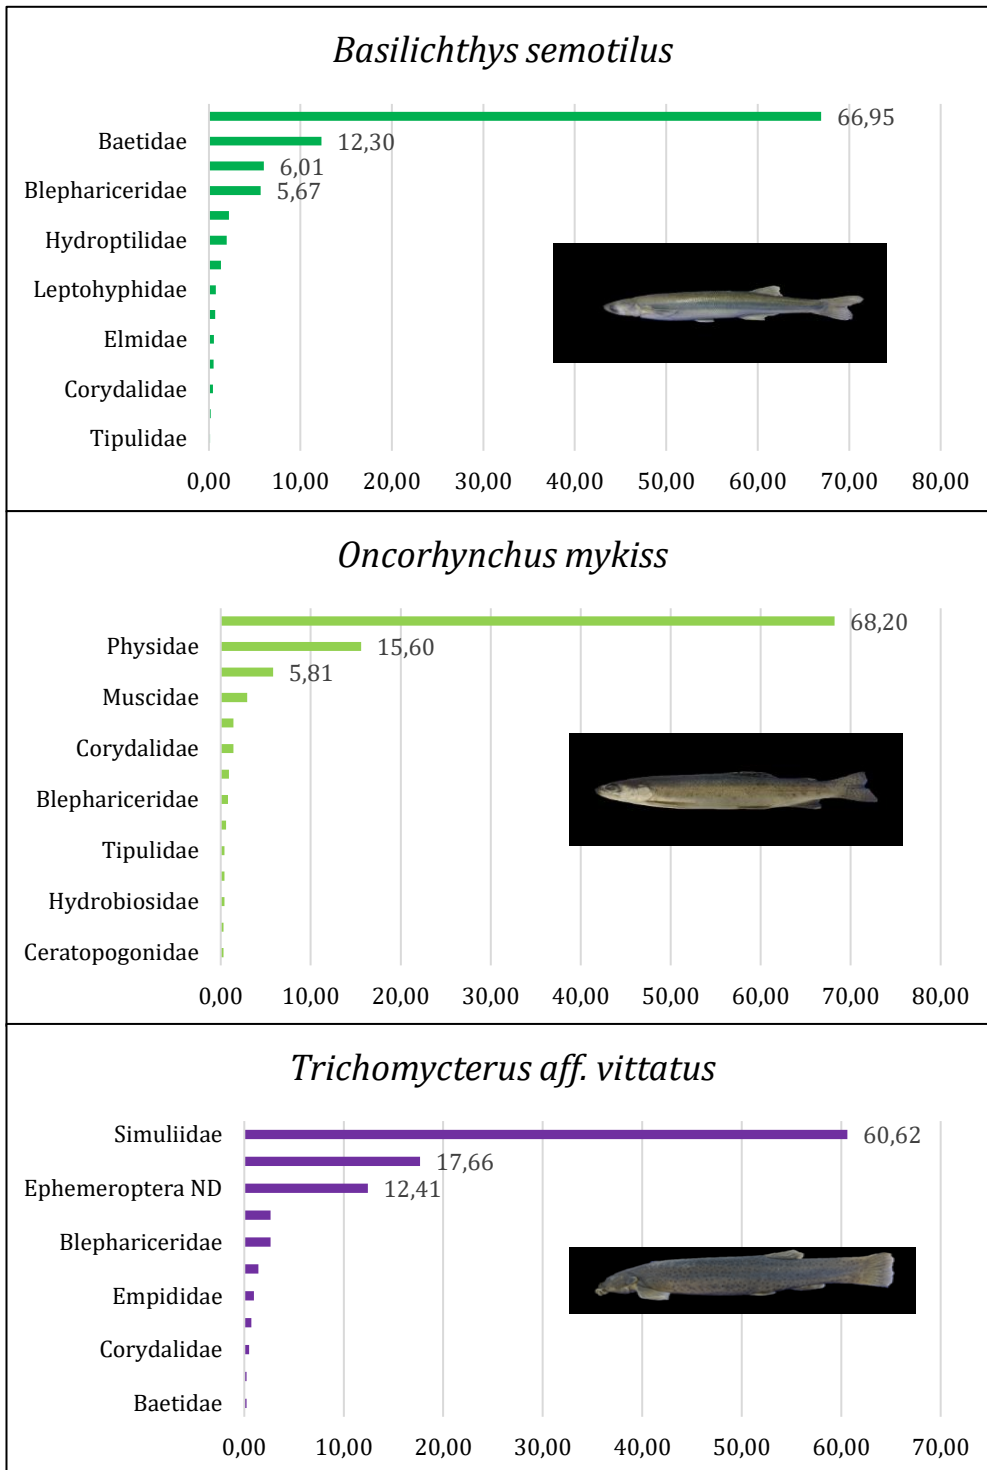 Basilichthys semotilus
66,95
Baetidae 12,30
6,01
Blephariceridae 5,67
Hydroptilidae
Leptohyphidae
Elmidae
Corydalidae
Tipulidae
0,00 10,00 20,00 30,00 40,00 50,00 60,00 70,00 80,00
Oncorhynchus mykiss
68,20
Physidae 15,60
5,81
Muscidae
Corydalidae
Blephariceridae
Tipulidae
Hydrobiosidae
Ceratopogonidae
0,00 10,00 20,00 30,00 40,00 50,00 60,00 70,00 80,00
Trichomycterus aff. vittatus
Simuliidae 60,62
17,66
Ephemeroptera ND 12,41
Blephariceridae
Empididae
Corydalidae
Baetidae
0,00 10,00 20,00 30,00 40,00 50,00 60,00 70,00